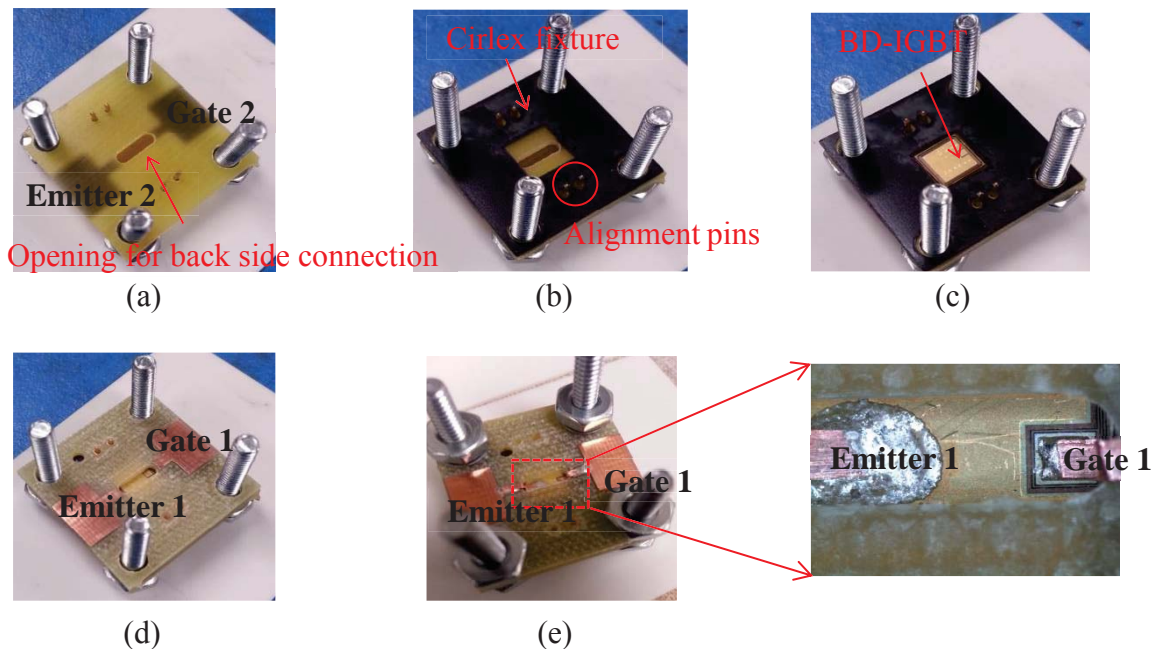 Cirlex fixture
BD-IGBT
Gate 2
Emitter 2
Opening for back side connection
Alignment pins
(a)
(b)
(c)
Gate 1
Emitter 1
Gate 1
Emitter 1
Emitter 1
Gate 1
(d)
(e)